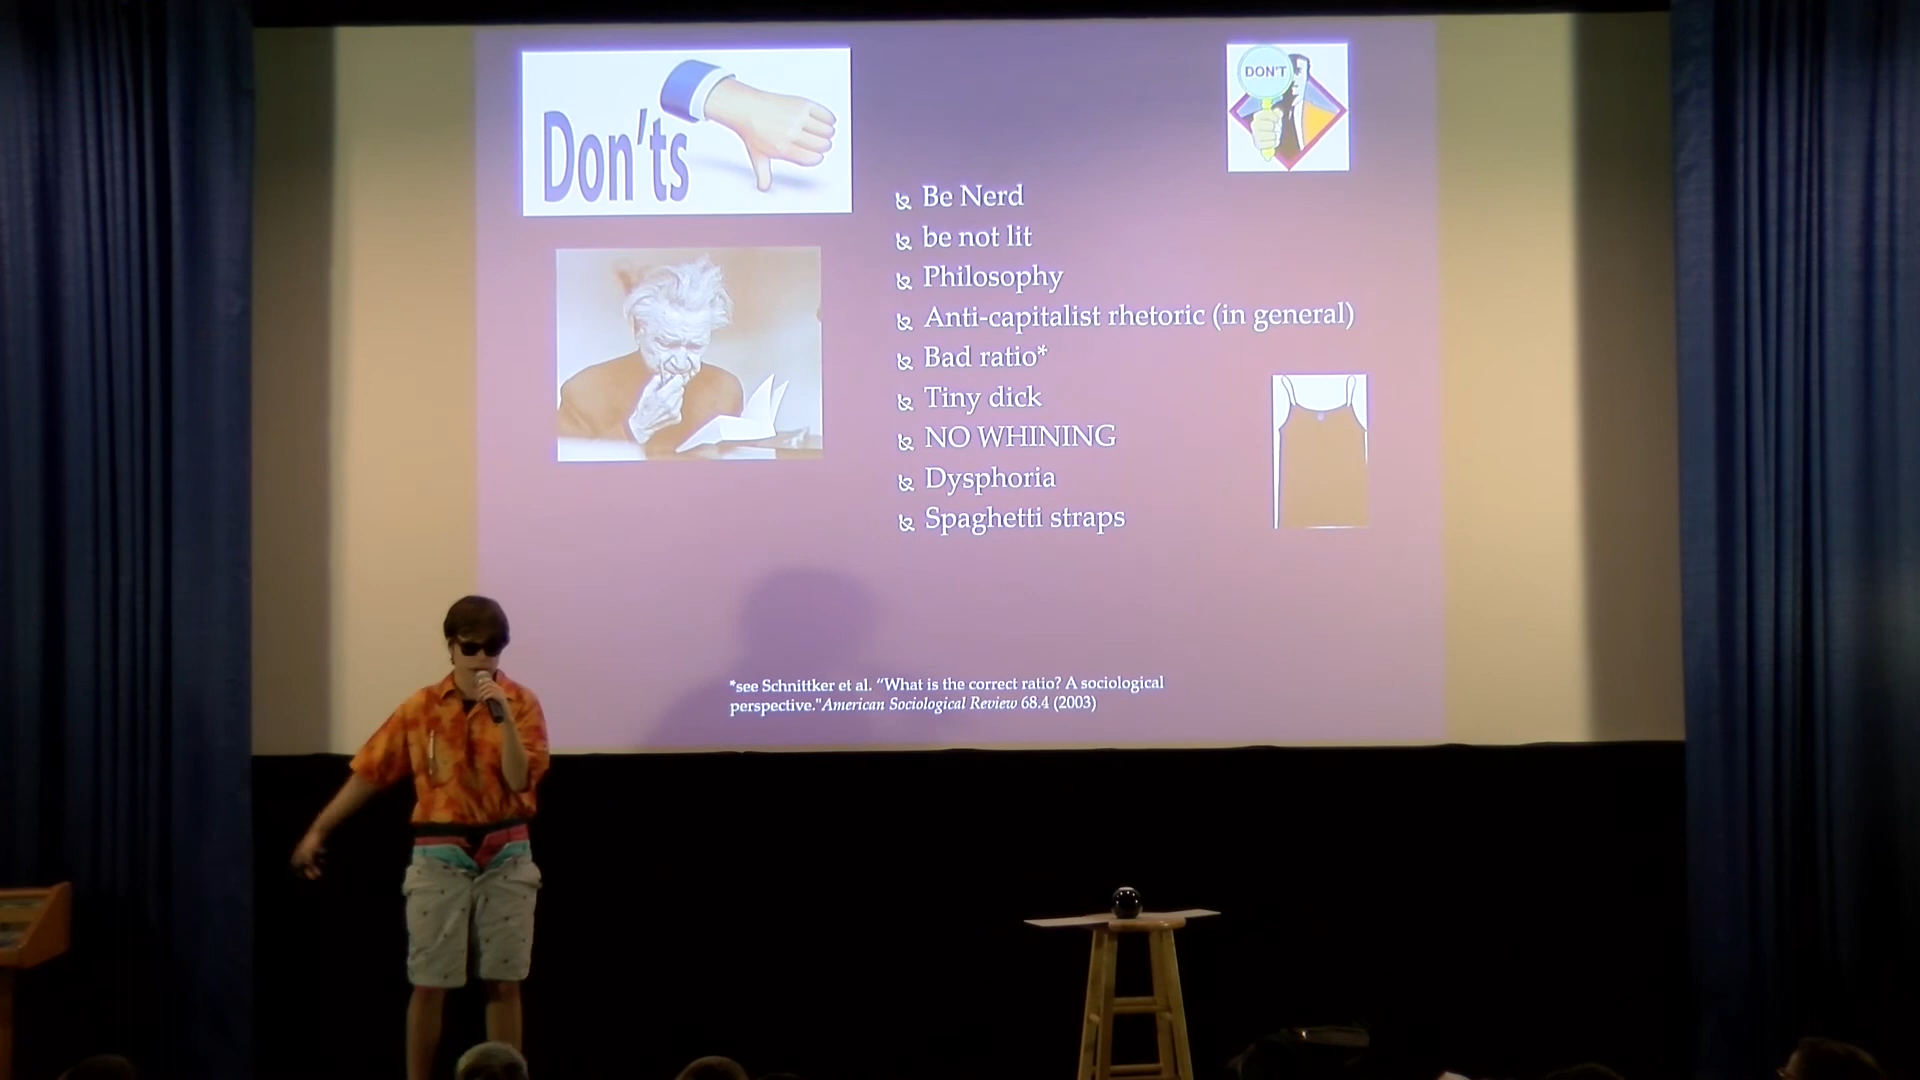 Don'ts
DON'T
Be Nerd
be not lit
Philosophy
Anti-capitalist rhetoric (in general)
Bad ratio*
Tiny dick
NO WHINING
Dysphoria
Spaghetti straps
*see Schnittker et al. “What is the correct ratio? A sociological
perspective."American Sociological Review 68.4 (2003)